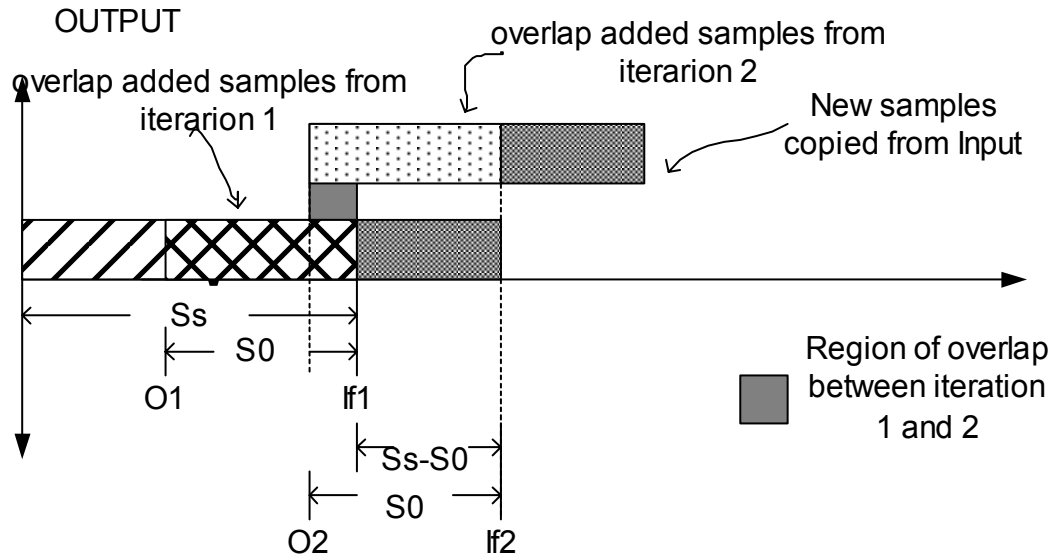 OUTPUT
overlap added samples from
iterarion 1
overlap added samples from
iterarion 2
New samples
copied from Input
Ss
S0
O1
If1
Ss-S0
S0
O2
If2
Region of overlap
between iteration
1 and 2